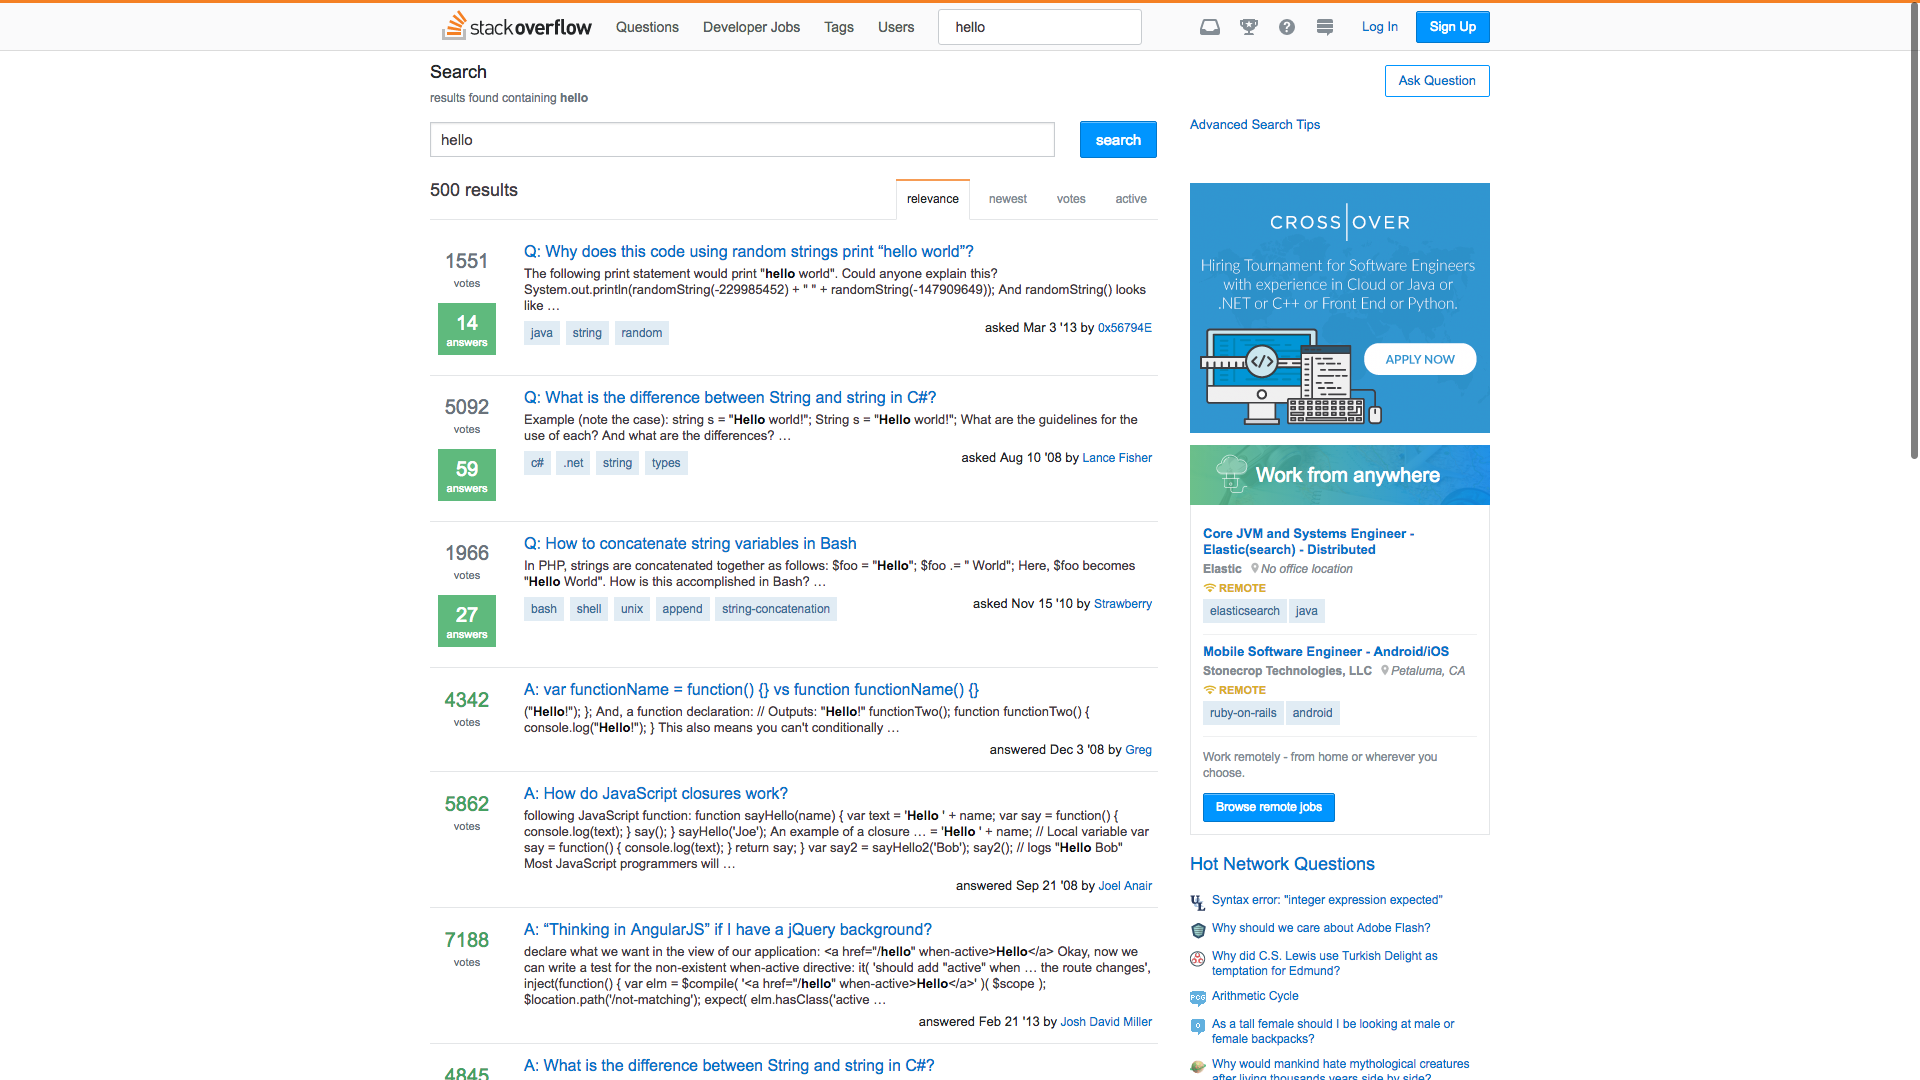 stackoverflow Questions Developer Jobs Tags Users hello Log In Sign Up
Search
results found containing hello
Ask Question
hello
search
Advanced Search Tips
500 results
relevance newest votes active
1551
votes
14
answers
Q: Why does this code using random strings print “hello world”?
The following print statement would print "hello world". Could anyone explain this?
System.out.println(randomString(-229985452) + " " + randomString(-147909649)); And randomString() looks
like …
java string random
asked Mar 3 '13 by 0x56794E
5092
votes
59
answers
Q: What is the difference between String and string in C#?
Example (note the case): string s = "Hello world!"; String s = "Hello world!"; What are the guidelines for the
use of each? And what are the differences? …
c# .net string types
asked Aug 10 '08 by Lance Fisher
1966
votes
27
answers
Q: How to concatenate string variables in Bash
In PHP, strings are concatenated together as follows: $foo = "Hello"; $foo .= " World"; Here, $foo becomes
"Hello World". How is this accomplished in Bash? …
bash shell unix append string-concatenation
asked Nov 15 '10 by Strawberry
4342
votes
A: var functionName = function() {} vs function functionName() {}
("Hello!"); }; And, a function declaration: // Outputs: "Hello!" functionTwo(); function functionTwo() {
console.log("Hello!"); } This also means you can't conditionally …
answered Dec 3 '08 by Greg
5862
votes
A: How do JavaScript closures work?
following JavaScript function: function sayHello(name) { var text = 'Hello ' + name; var say = function() {
console.log(text); } say(); } sayHello('Joe'); An example of a closure … = 'Hello ' + name; // Local variable var
say = function() { console.log(text); } return say; } var say2 = sayHello2('Bob'); say2(); // logs "Hello Bob"
Most JavaScript programmers will …
answered Sep 21 '08 by Joel Anair
7188
votes
A: “Thinking in AngularJS” if I have a jQuery background?
declare what we want in the view of our application: <a href="/hello" when-active>Hello</a> Okay, now we
can write a test for the non-existent when-active directive: it( 'should add "active" when … the route changes',
inject(function() { var elm = $compile( '<a href="/hello" when-active>Hello</a>' )( $scope );
$location.path('/not-matching'); expect( elm.hasClass('active …
answered Feb 21 '13 by Josh David Miller
4845
A: What is the difference between String and string in C#?
CROSS OVER
Hiring Tournament for Software Engineers
with experience in Cloud or Java or
.NET or C++ or Front End or Python.
APPLY NOW
Work from anywhere
Core JVM and Systems Engineer -
Elastic(search) - Distributed
Elastic No office location
REMOTE
elasticsearch java
Mobile Software Engineer - Android/iOS
Stonecrop Technologies, LLC Petaluma, CA
REMOTE
ruby-on-rails android
Work remotely - from home or wherever you
choose.
Browse remote jobs
Hot Network Questions
Syntax error: "integer expression expected"
Why should we care about Adobe Flash?
Why did C.S. Lewis use Turkish Delight as
temptation for Edmund?
Arithmetic Cycle
As a tall female should I be looking at male or
female backpacks?
Why would mankind hate mythological creatures
after living thousands years side by side?